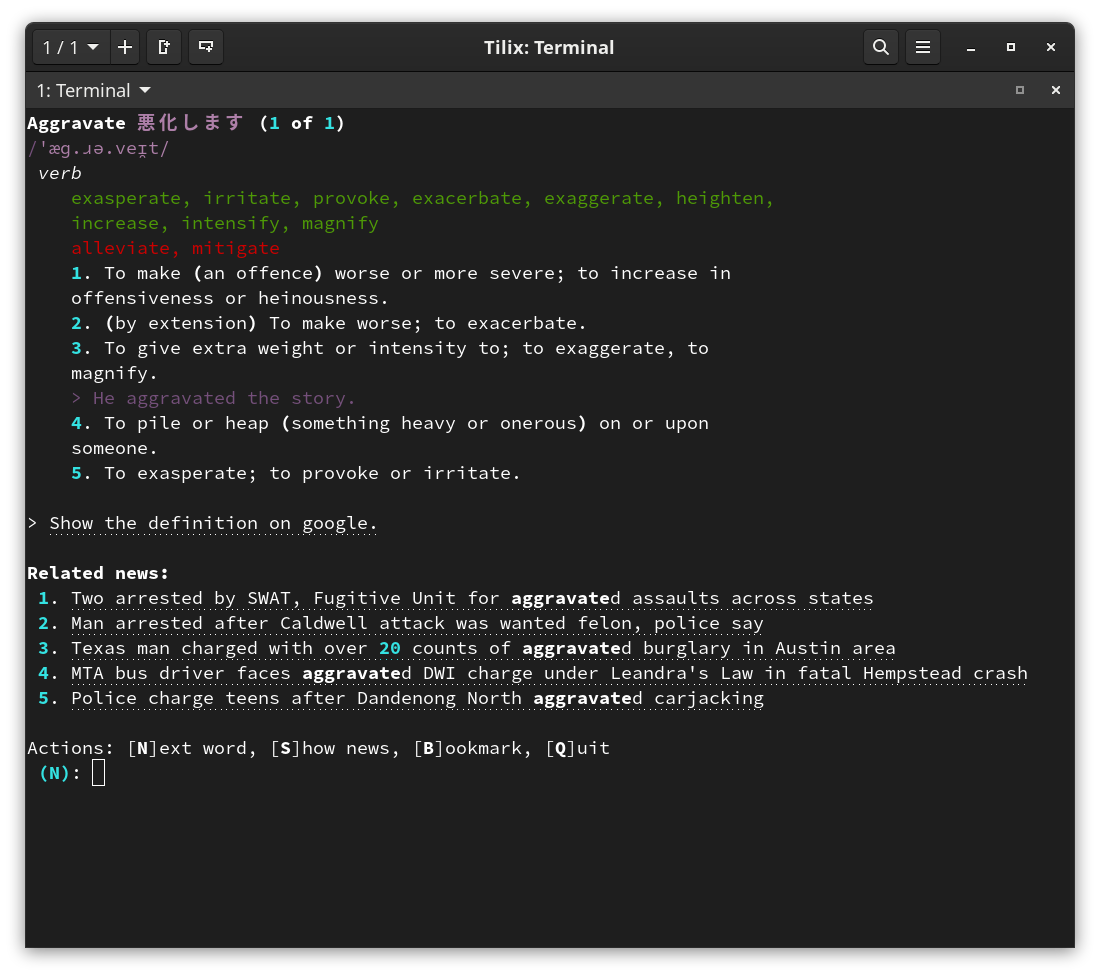 1 / 1
Tilix: Terminal
1: Terminal
Aggravate 悪化します (1 of 1)
/ˈæɡ.ɹə.veɪ̯t/
verb
exasperate, irritate, provoke, exacerbate, exaggerate, heighten,
increase, intensify, magnify
alleviate, mitigate
1. To make (an offence) worse or more severe; to increase in
offensiveness or heinousness.
2. (by extension) To make worse; to exacerbate.
3. To give extra weight or intensity to; to exaggerate, to
magnify.
> He aggravated the story.
4. To pile or heap (something heavy or onerous) on or upon
someone.
5. To exasperate; to provoke or irritate.
> Show the definition on google.
Related news:
1. Two arrested by SWAT, Fugitive Unit for aggravated assaults across states
2. Man arrested after Caldwell attack was wanted felon, police say
3. Texas man charged with over 20 counts of aggravated burglary in Austin area
4. MTA bus driver faces aggravated DWI charge under Leandra's Law in fatal Hempstead crash
5. Police charge teens after Dandenong North aggravated carjacking
Actions: [N]ext word, [S]how news, [B]ookmark, [Q]uit
(N):